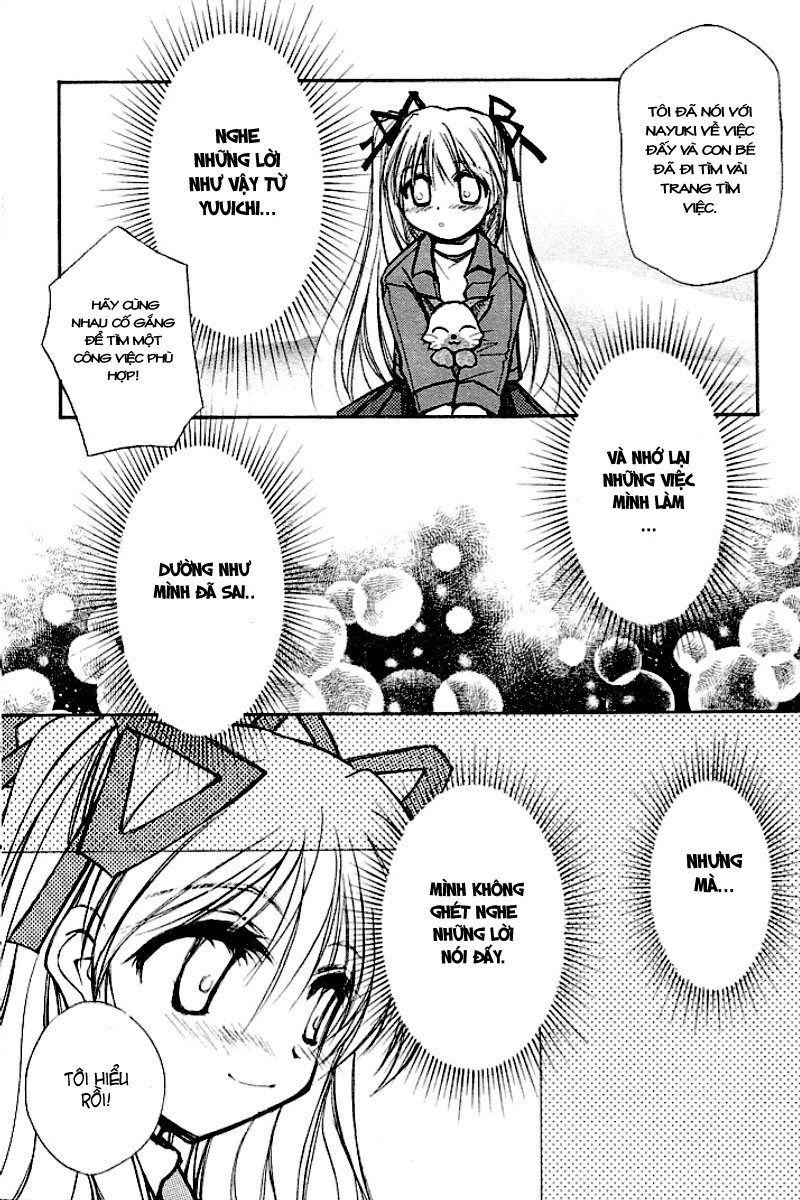 TÔI ĐÃ NÓI VỚI
NAYUKI VỀ VIỆC
ĐẤY VÀ CON BÉ
ĐÃ ĐI TÌM VÀI
TRANG TÌM
VIỆC.
NGHE
NHỮNG LỜI
NHƯ VẬY TỪ
YUUICHI...
HÃY CÙNG
NHAU CỐ GẮNG
ĐỂ TÌM MỘT
CÔNG VIỆC PHÙ
HỢP!
VÀ NHỚ LẠI
NHỮNG VIỆC
MÌNH LÀM
...
DƯỜNG NHƯ
MÌNH ĐÃ SAI..
NHƯNG
MÀ...
MÌNH KHÔNG
GHÉT NGHE
NHỮNG LỜI
NÓI ĐẤY.
TÔI HIỂU
RỒI!